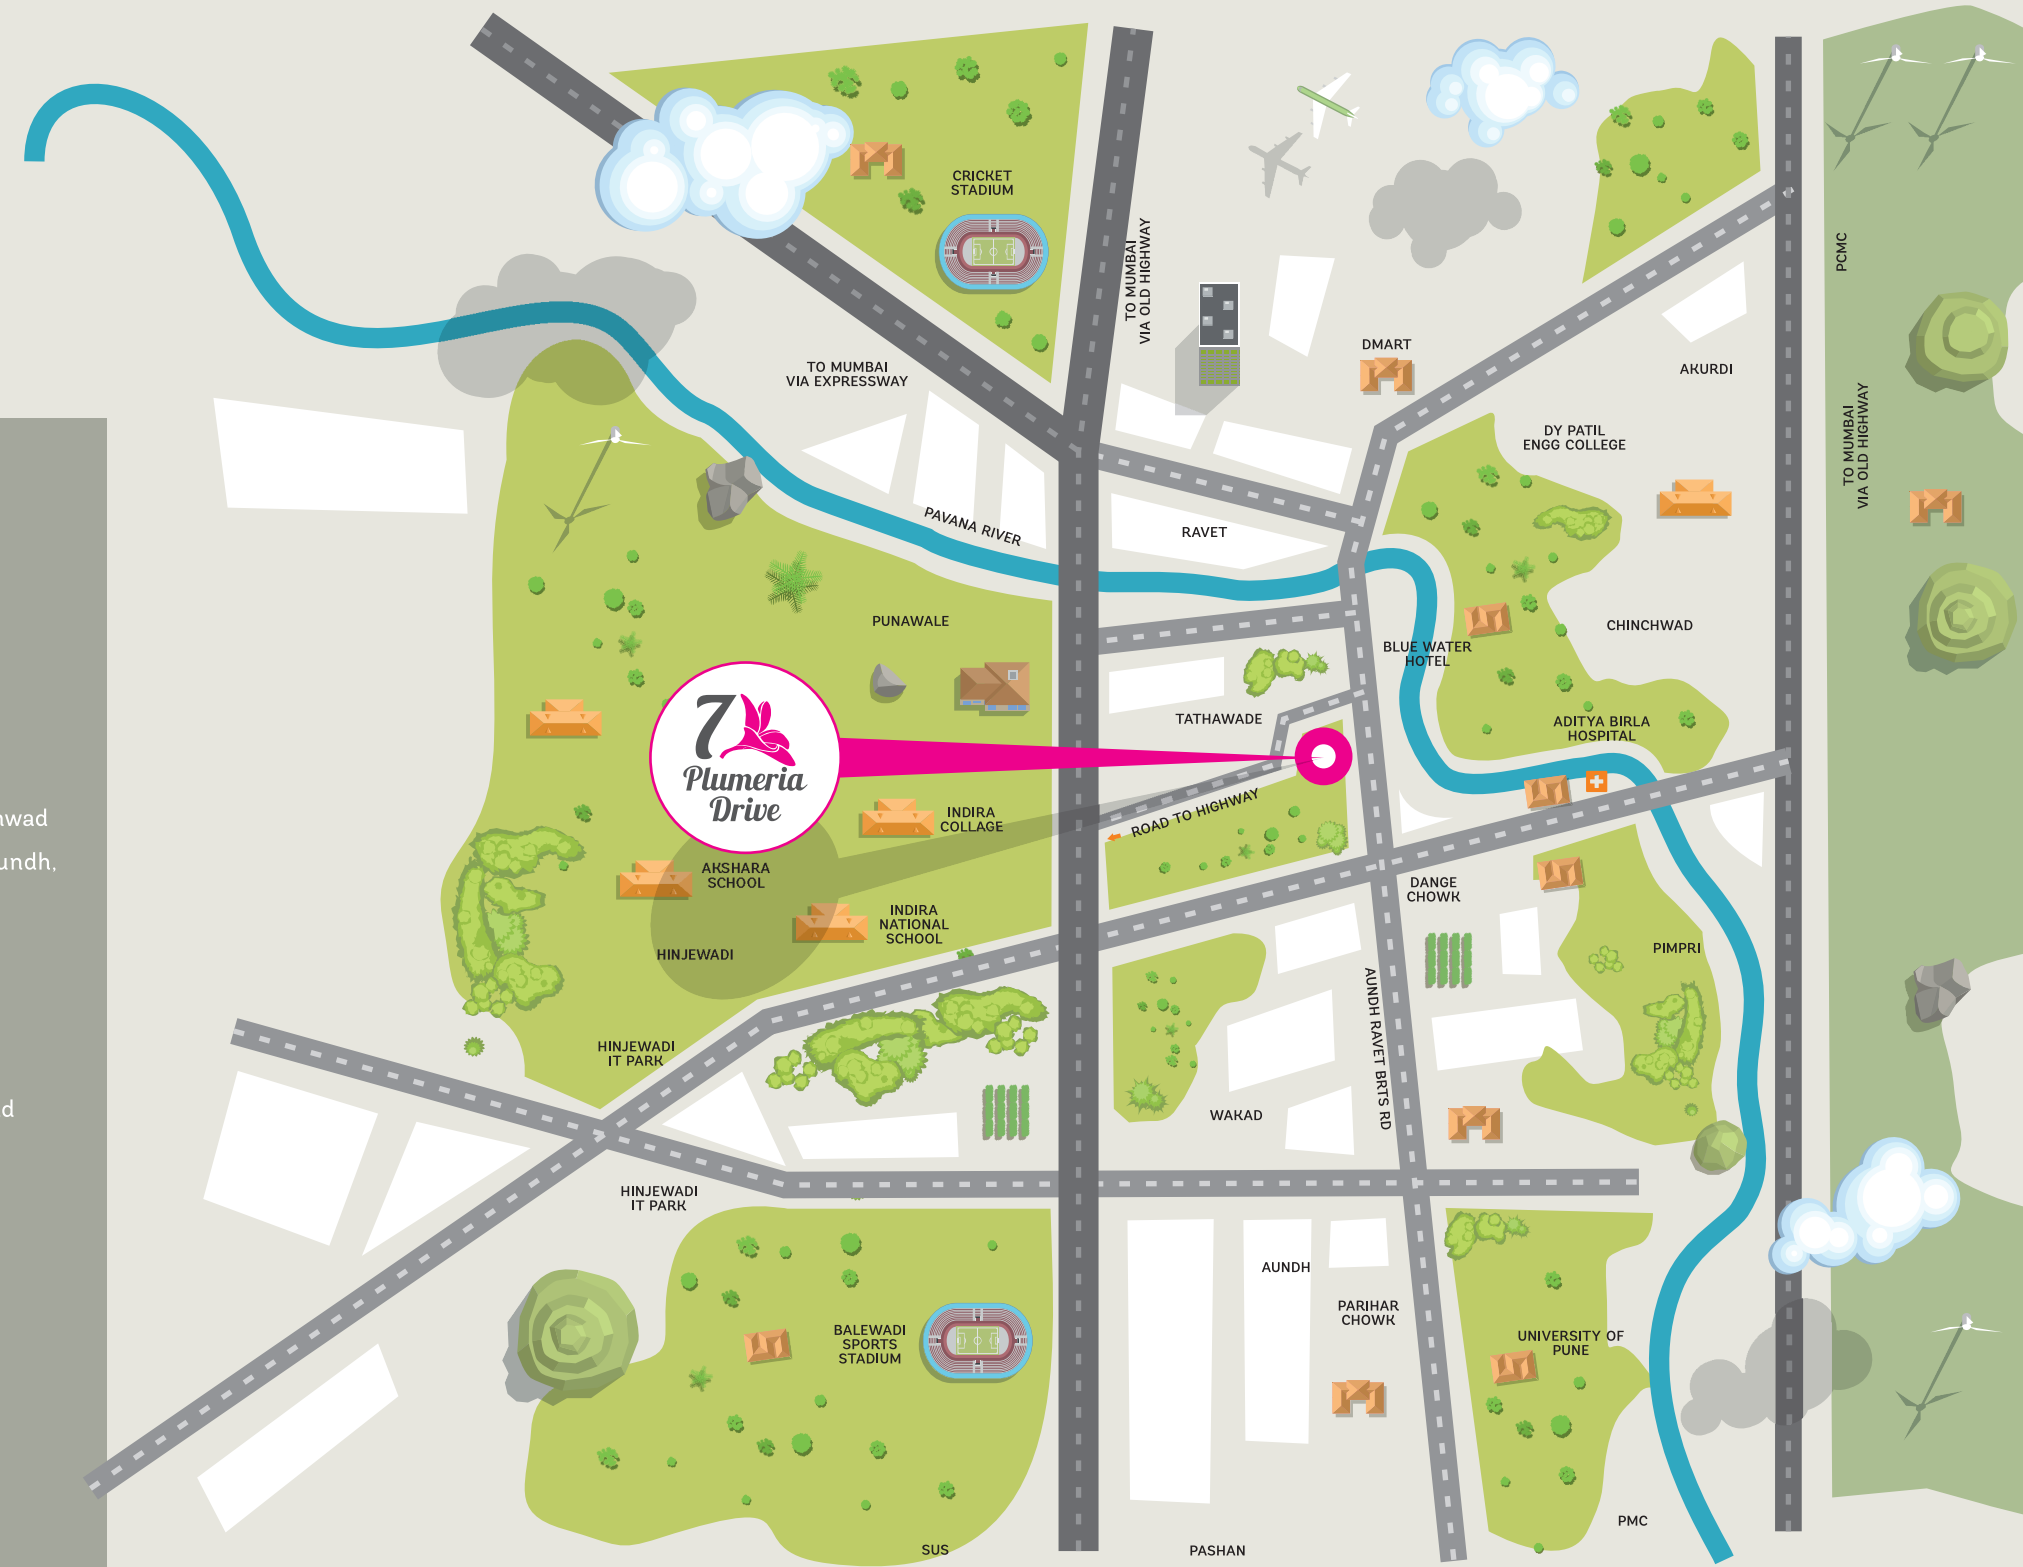 CRICKET
STADIUM
TO MUMBAI
VIA OLD HIGHWAY
PCMC
DMART
AKURDI
TO MUMBAI
VIA EXPRESSWAY
TO MUMBAI
VIA OLD HIGHWAY
DY PATIL
ENGG COLLEGE
PAVANA RIVER
RAVET
PUNAWALE
CHINCHWAD
BLUE WATER
HOTEL
TATHAWADE
ADITYA BIRLA
HOSPITAL
7
Plumeria
Drive
ROAD TO HIGHWAY
INDIRA
COLLAGE
AKSHARA
SCHOOL
DANGE
CHOWK
INDIRA
NATIONAL
SCHOOL
HINJEWADI
PIMPRI
AUNDH RAVET BRTS RD
HINJEWADI
IT PARK
WAKAD
HINJEWADI
IT PARK
AUNDH
PARIHAR
CHOWK
BALEWADI
SPORTS
STADIUM
UNIVERSITY OF
PUNE
PMC
SUS
PASHAN